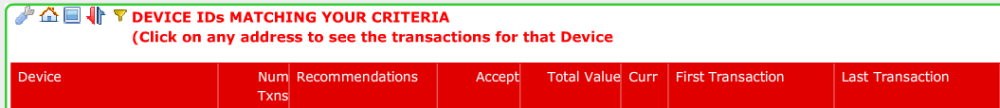 DEVICE IDs MATCHING YOUR CRITERIA
(Click on any address to see the transactions for that Device
Device Num Txns Recommendations Accept Total Value Curr First Transaction Last Transaction